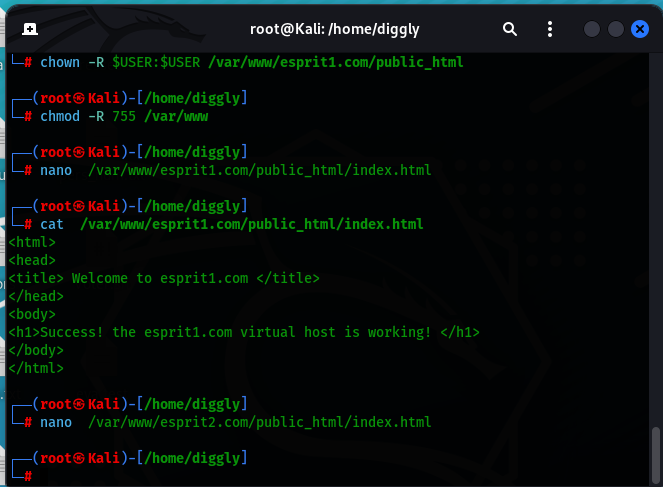 root@Kali: /home/diggly
└─# chown -R $USER:$USER /var/www/esprit1.com/public_html
┌──(root㉿Kali)-[/home/diggly]
└─# chmod -R 755 /var/www
┌──(root㉿Kali)-[/home/diggly]
└─# nano  /var/www/esprit1.com/public_html/index.html
┌──(root㉿Kali)-[/home/diggly]
└─# cat  /var/www/esprit1.com/public_html/index.html
<html>
<head>
<title> Welcome to esprit1.com </title>
</head>
<body>
<h1>Success! the esprit1.com virtual host is working! </h1>
</body>
</html>
┌──(root㉿Kali)-[/home/diggly]
└─# nano  /var/www/esprit2.com/public_html/index.html
┌──(root㉿Kali)-[/home/diggly]
└─#